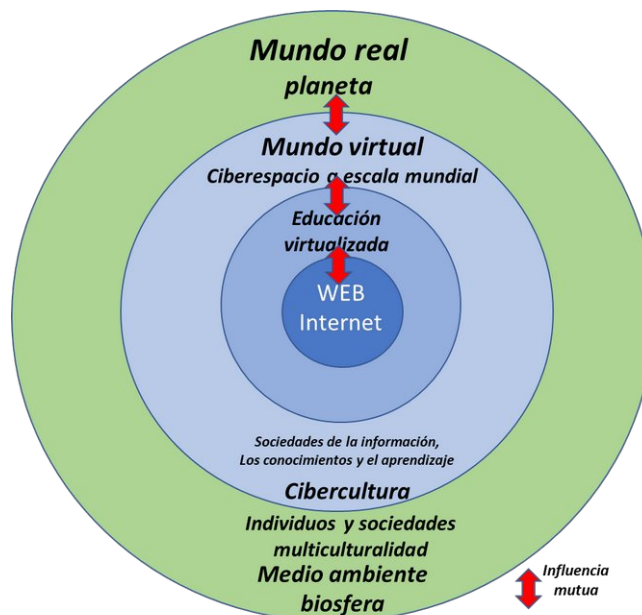 Mundo real
planeta
Mundo virtual
Ciberespacio a escala mundial
Educación
virtualizada
WEB
Internet
Sociedades de la información,
Los conocimientos y el aprendizaje
Cibercultura
Individuos y sociedades
multiculturalidad
Medio ambiente
biosfera
Influencia
mutua